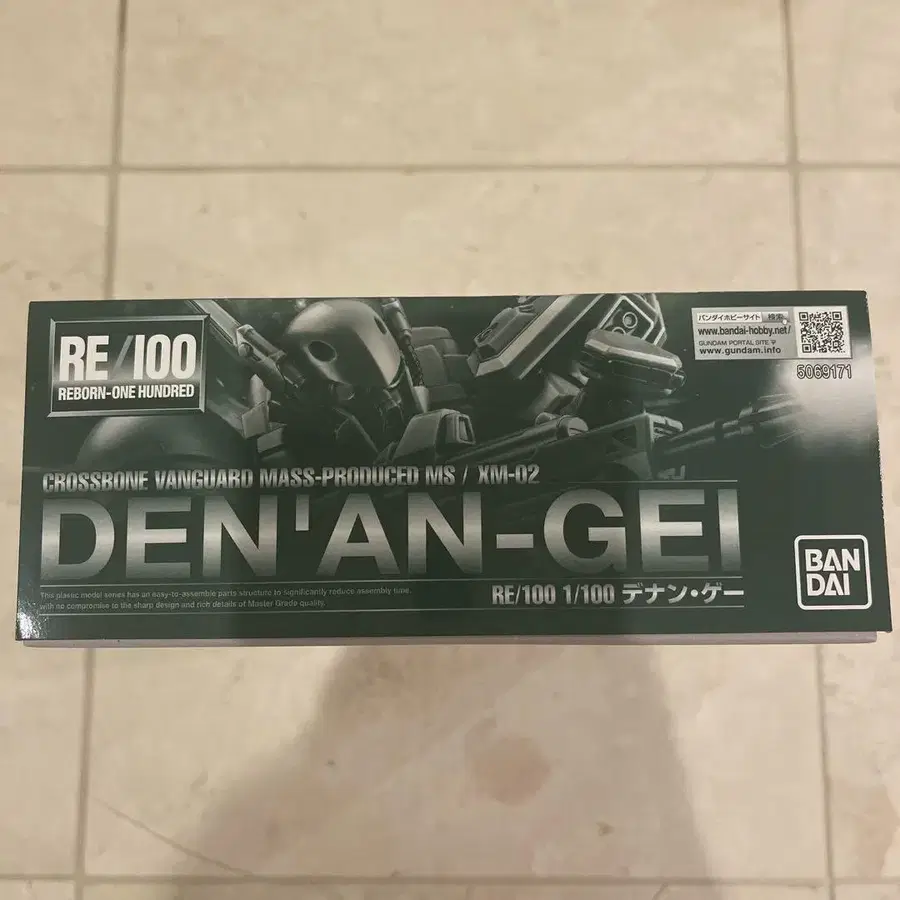 RE/100
REBORN-ONE HUNDRED
バンダイホビーサイト 検索
www.bandai-hobby.net/
GUNDAM PORTAL SITE
www.gundam.info
5069171
CROSSBONE VANGUARD MASS-PRODUCED MS / XM-02
DEN'AN-GEI
This plastic model series has an easy-to-assemble parts structure to significantly reduce assembly time,
with no compromise to the sharp design and rich details of Master Grade quality.
RE/100 1/100 デナン・ゲー
BAN
DAI